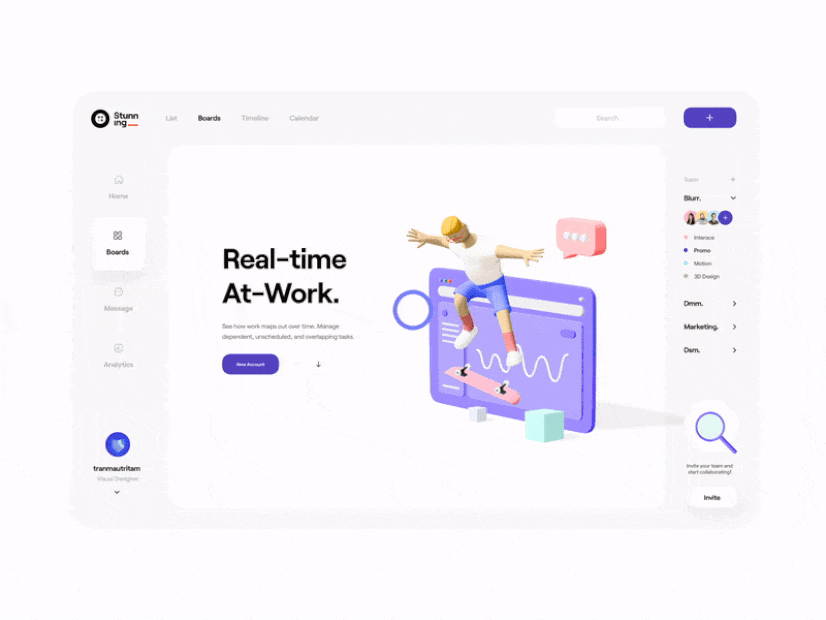 Stunn
ing
List
Boards
Timeline
Calendar
Search
+
Home
Boards
Message
Analytics
tranmautritam
Visual Designer
Real-time
At-Work.
See how work maps out over time. Manage
dependent, unscheduled, and overlapping tasks.
New Account
Team
+
Blurr.
+
Interace
Promo
Motion
3D Design
Dmm.
Marketing.
Dsm.
Invite your team and
start collaborating!
Invite